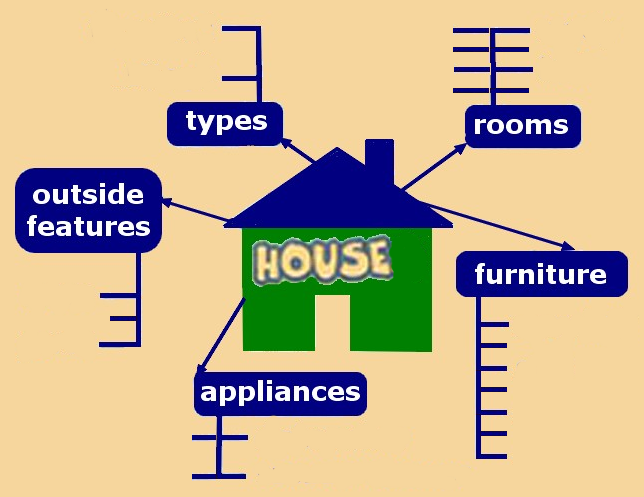 types
rooms
outside
features
HOUSE
furniture
appliances